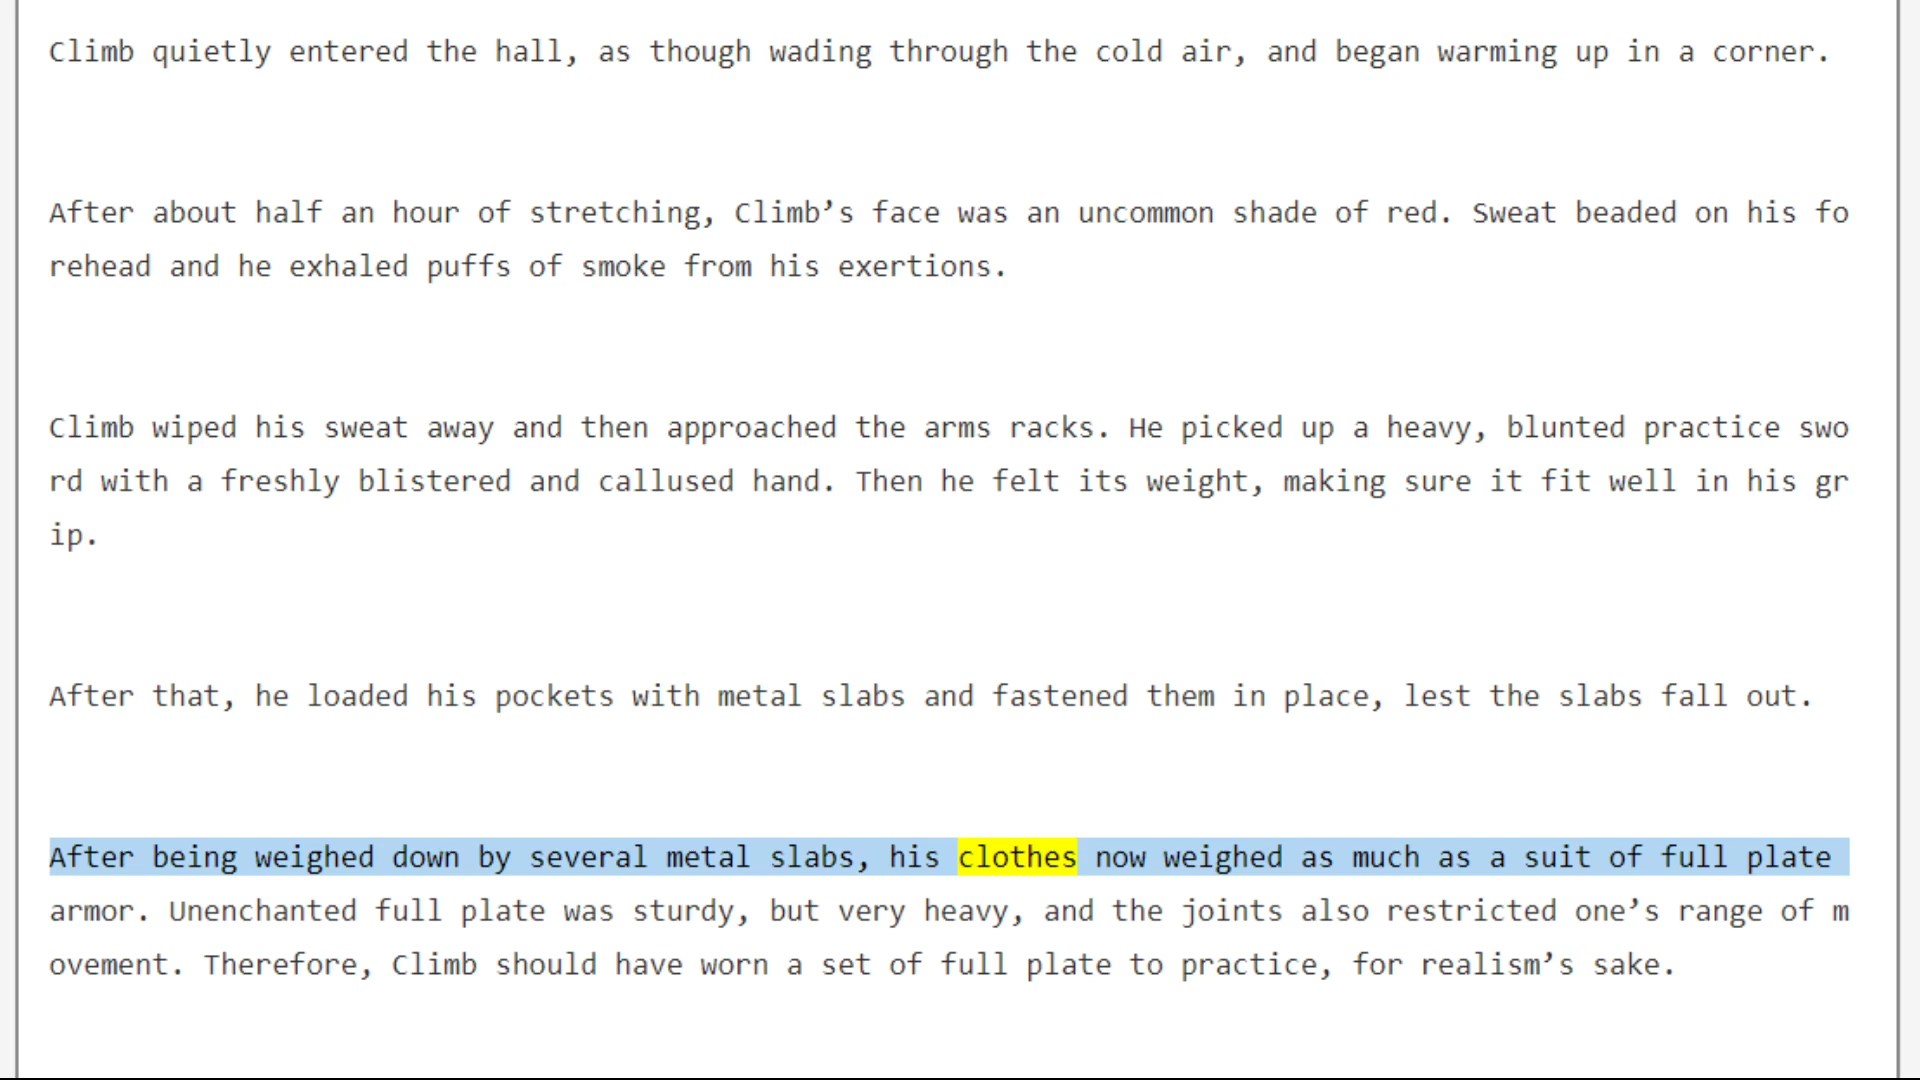 Climb quietly entered the hall, as though wading through the cold air, and began warming up in a corner.
After about half an hour of stretching, Climb’s face was an uncommon shade of red. Sweat beaded on his fo
rehead and he exhaled puffs of smoke from his exertions.
Climb wiped his sweat away and then approached the arms racks. He picked up a heavy, blunted practice swo
rd with a freshly blistered and callused hand. Then he felt its weight, making sure it fit well in his gr
ip.
After that, he loaded his pockets with metal slabs and fastened them in place, lest the slabs fall out.
After being weighed down by several metal slabs, his clothes now weighed as much as a suit of full plate
armor. Unenchanted full plate was sturdy, but very heavy, and the joints also restricted one’s range of m
ovement. Therefore, Climb should have worn a set of full plate to practice, for realism’s sake.